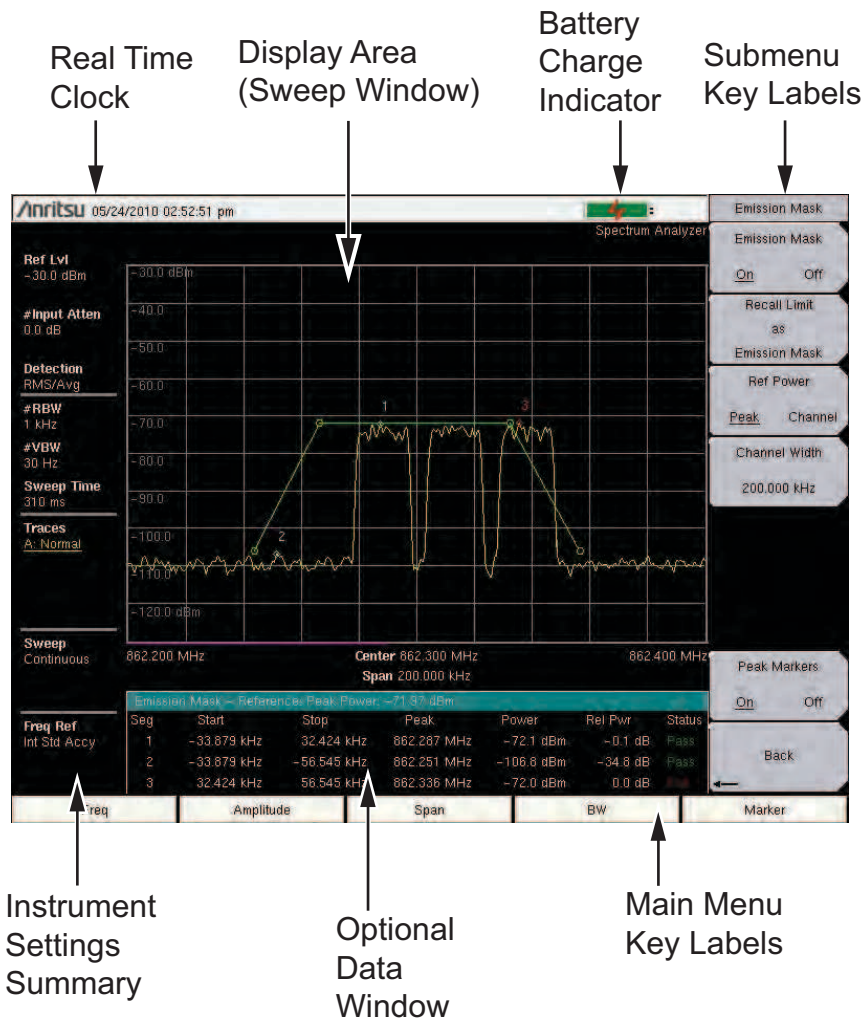 Real Time
Clock
Display Area
(Sweep Window)
Battery
Charge
Indicator
Submenu
Key Labels
/inritsu 05/24/2010 02:52:51 pm
Spectrum Analyzer
Ref Lvl
-30.0 dBm
#Input Atten
0.0 dB
Detection
RMS/Avg
#RBW
1 kHz
#VBW
30 Hz
Sweep Time
310 ms
Traces
A: Normal
Sweep
Continuous
Freq Ref
Int Std Accy
-30.0 dBm
-40.0
-50.0
-60.0
-70.0
-80.0
-90.0
-100.0
-110.0
-120.0 dBm
1
2
3
862.200 MHz
Center 862.300 MHz
862.400 MHz
Span 200.000 kHz
Emission Mask -- Reference: Peak Power: -71.97 dBm
Seg Start Stop Peak Power Rel Pwr Status
1 -33.879 kHz 32.424 kHz 862.287 MHz -72.1 dBm -0.1 dB Pass
2 -33.879 kHz -56.545 kHz 862.251 MHz -106.8 dBm -34.8 dB Pass
3 32.424 kHz 56.545 kHz 862.336 MHz -72.0 dBm 0.0 dB
Emission Mask
Emission Mask
On Off
Recall Limit
as
Emission Mask
Ref Power
Peak Channel
Channel Width
200.000 kHz
Peak Markers
On Off
Back
Freq Amplitude Span BW Marker
Instrument
Settings
Summary
Optional
Data
Window
Main Menu
Key Labels